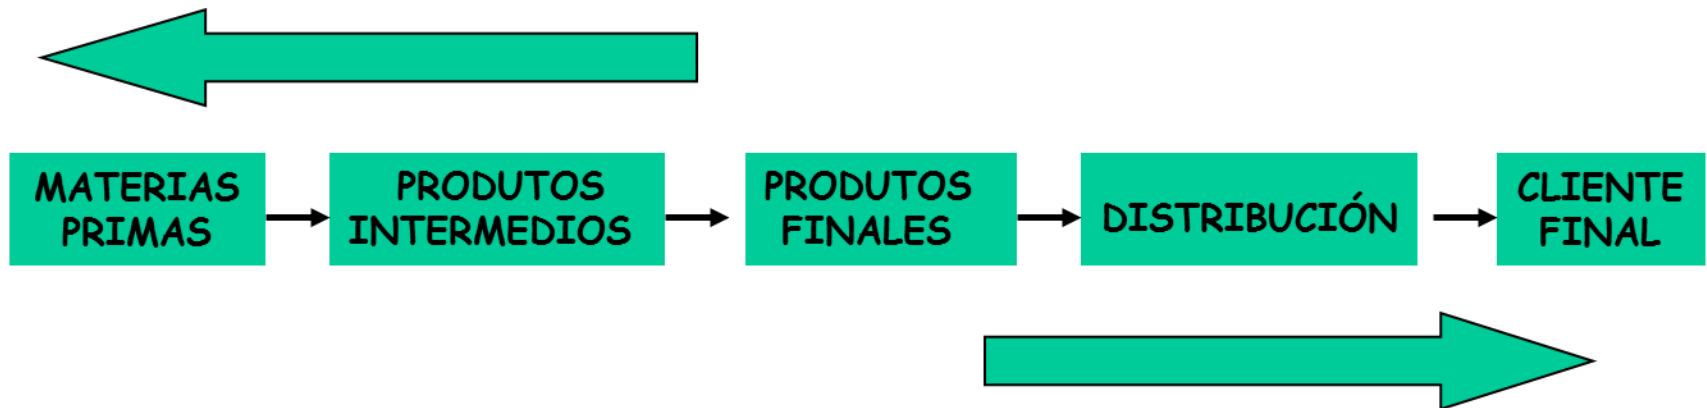 MATERIAS
PRIMAS
PRODUTOS
INTERMEDIOS
PRODUTOS
FINALES
DISTRIBUCIÓN
CLIENTE
FINAL